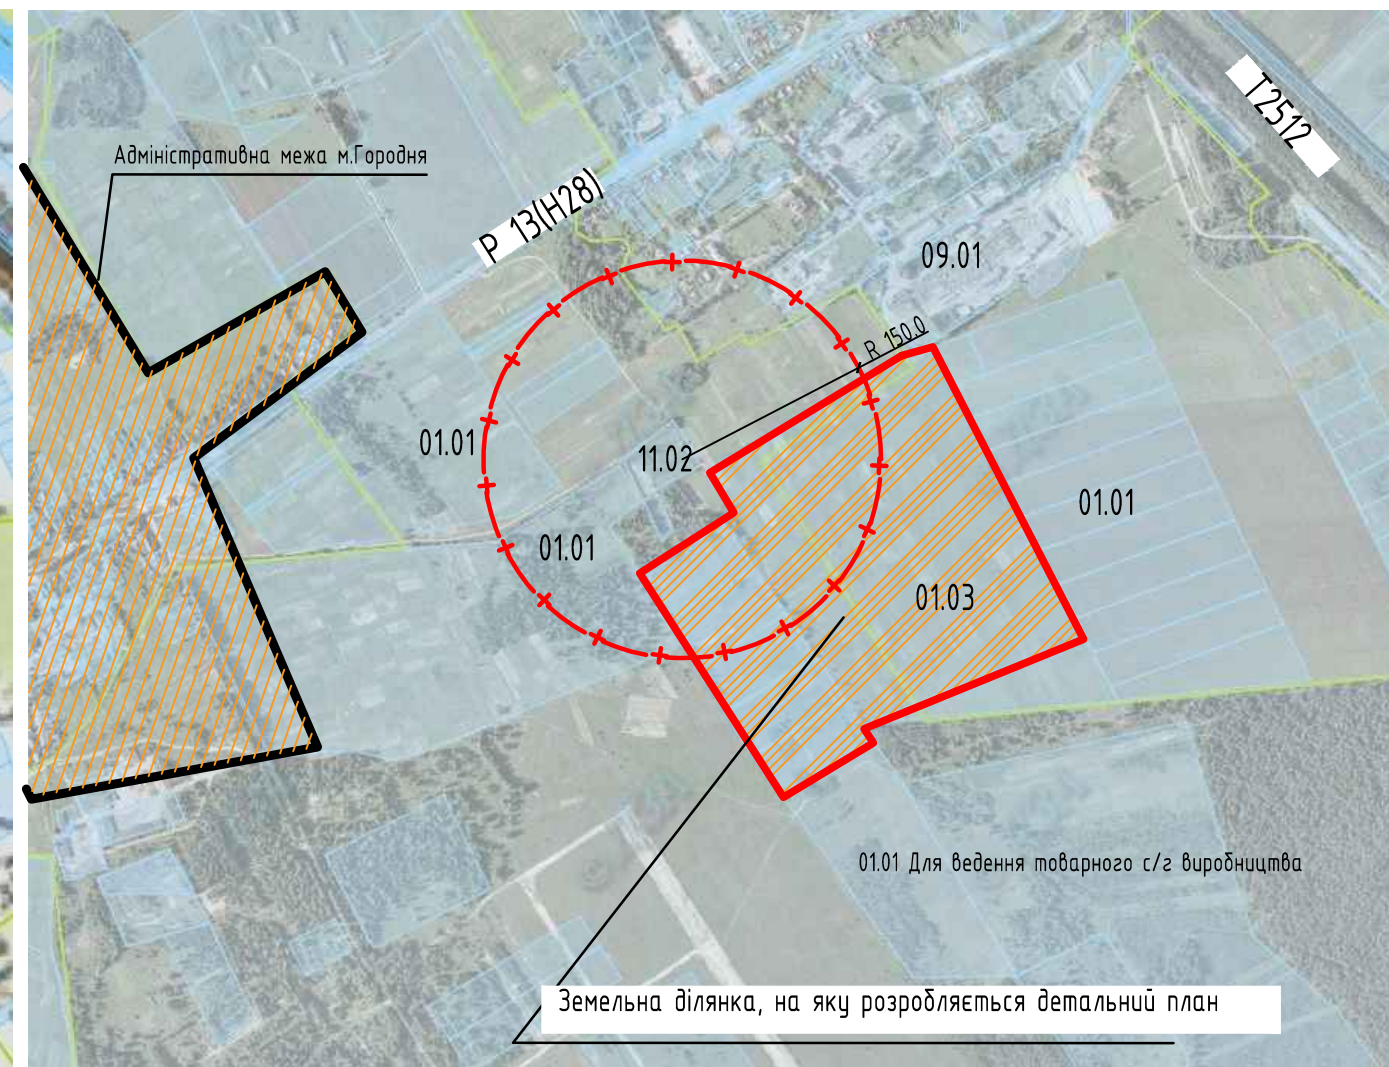 Т2512
Адміністративна межа м.Городня
Р 13(Н28)
09.01
R 150.0
01.01
11.02
01.01
01.01
01.03
01.01 Для ведення товарного с/г виробництва
Земельна ділянка, на яку розробляється детальний план